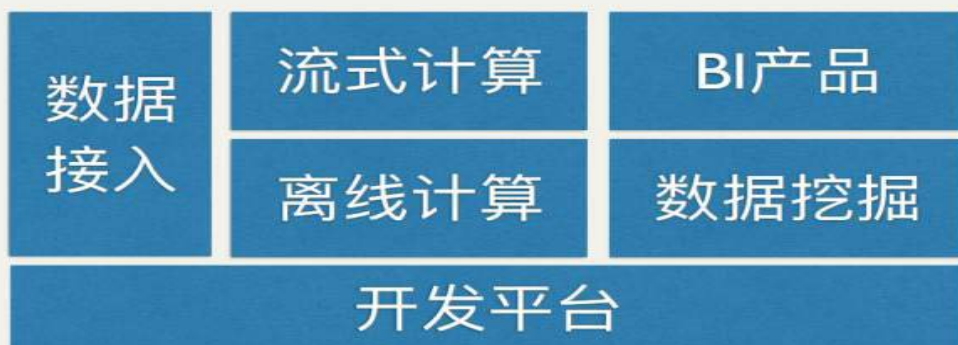 数据
接入
流式计算
BI产品
离线计算
数据挖掘
开发平台